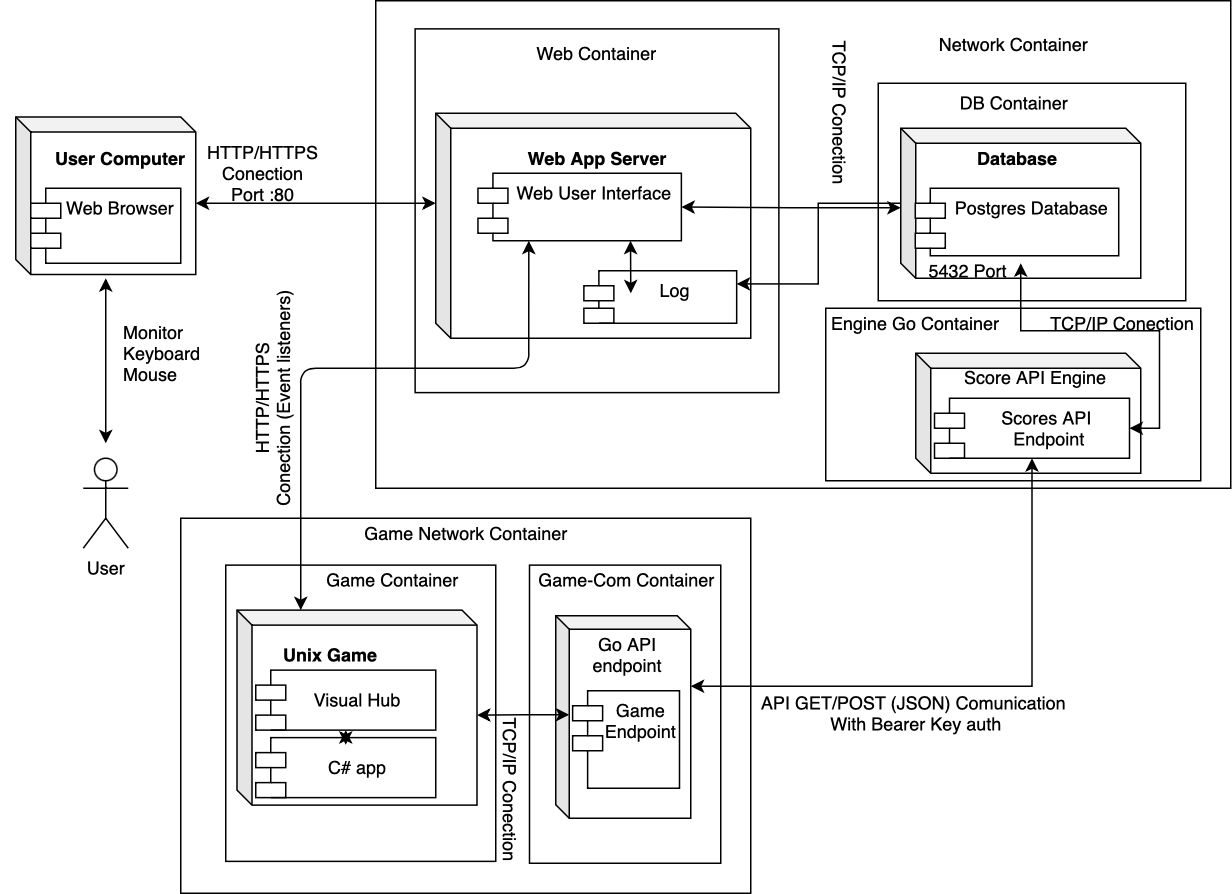 Network Container
Web Container
TCP/IP Conection
DB Container
User Computer
Web Browser
HTTP/HTTPS
Conection
Port :80
Web App Server
Web User Interface
Log
Database
Postgres Database
5432 Port
Engine Go Container
TCP/IP Conection
Score API Engine
Scores API
Endpoint
Monitor
Keyboard
Mouse
User
HTTP/HTTPS
Conection (Event listeners)
Game Network Container
Game Container
Unix Game
Visual Hub
C# app
TCP/IP Conection
Game-Com Container
Go API
endpoint
Game
Endpoint
API GET/POST (JSON) Comunication
With Bearer Key auth